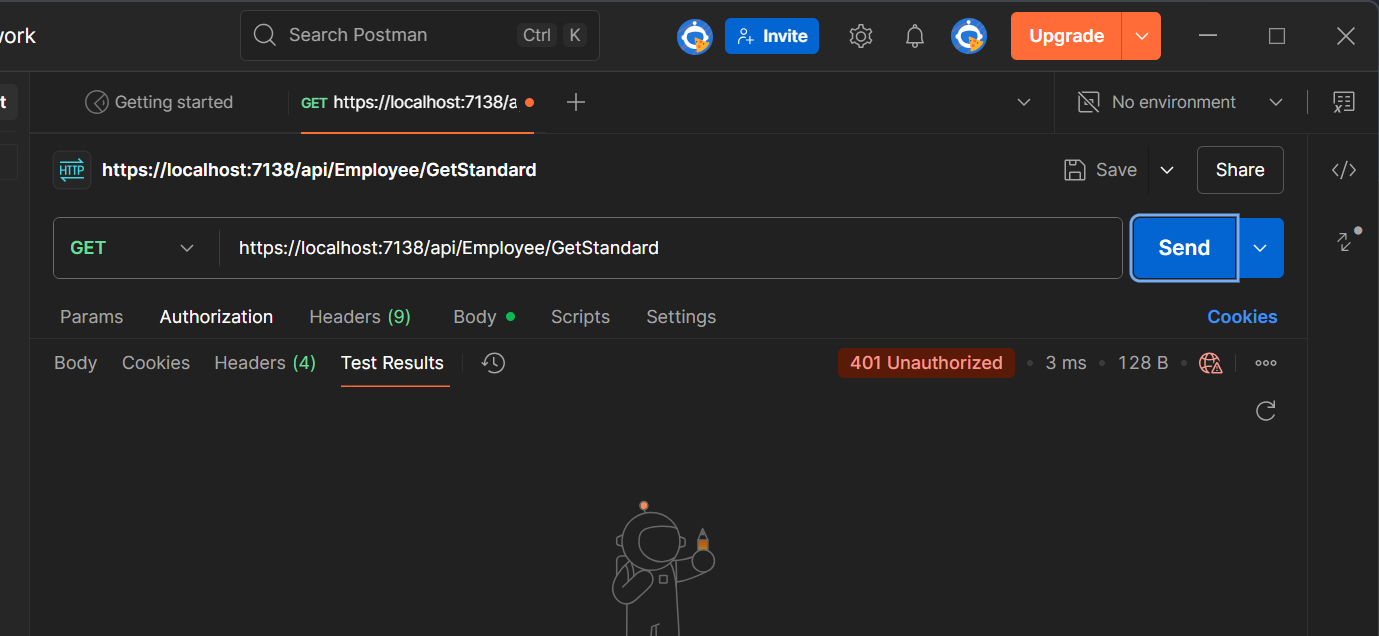 work
Search Postman Ctrl K Invite Upgrade
t
Getting started GET https://localhost:7138/a No environment
HTTP https://localhost:7138/api/Employee/GetStandard Save Share
GET https://localhost:7138/api/Employee/GetStandard Send
Params Authorization Headers (9) Body Scripts Settings Cookies
Body Cookies Headers (4) Test Results 401 Unauthorized 3 ms 128 B